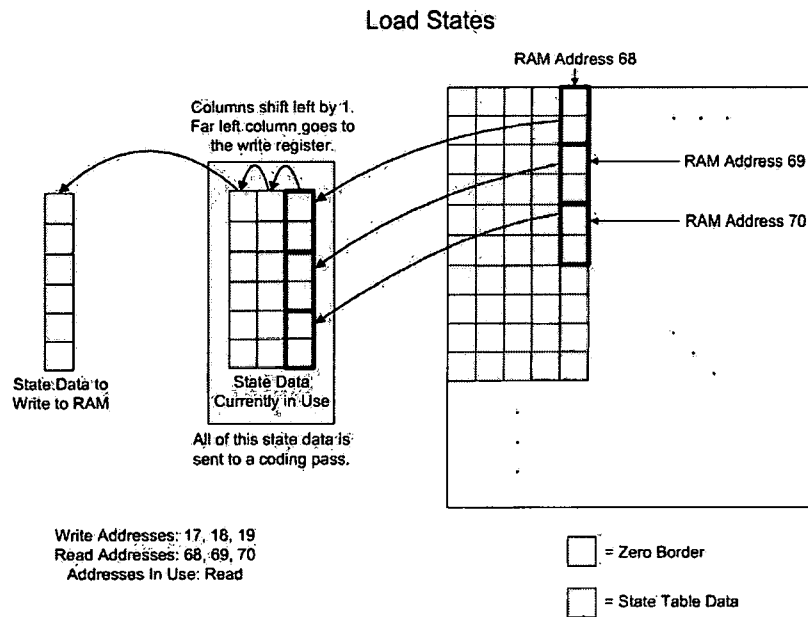 Load States
RAM Address 68
Columns shift left by 1.
Far left column goes to
the write register.
RAM Address 69
RAM Address 70
State Data to
Write to RAM
State Data
Currently in Use
All of this state data is
sent to a coding pass.
Write Addresses: 17, 18, 19
Read Addresses: 68, 69, 70
Addresses In Use: Read
= Zero Border
= State Table Data